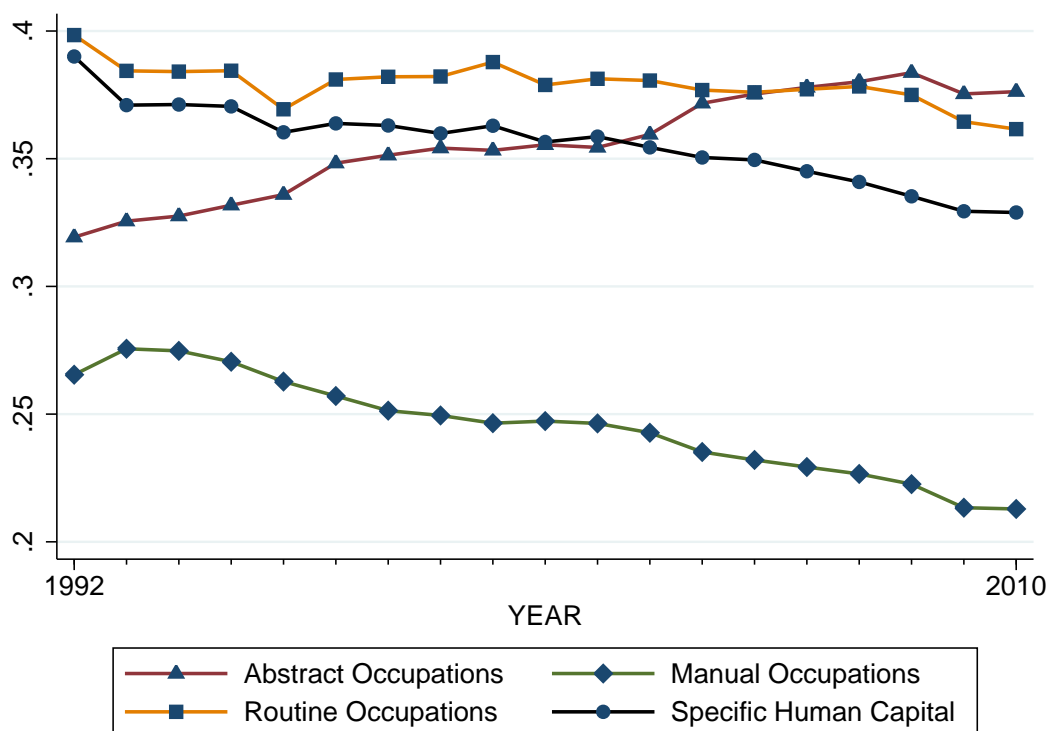 .4
.35
.3
.25
.2
1992 2010
YEAR
Abstract Occupations Manual Occupations
Routine Occupations Specific Human Capital